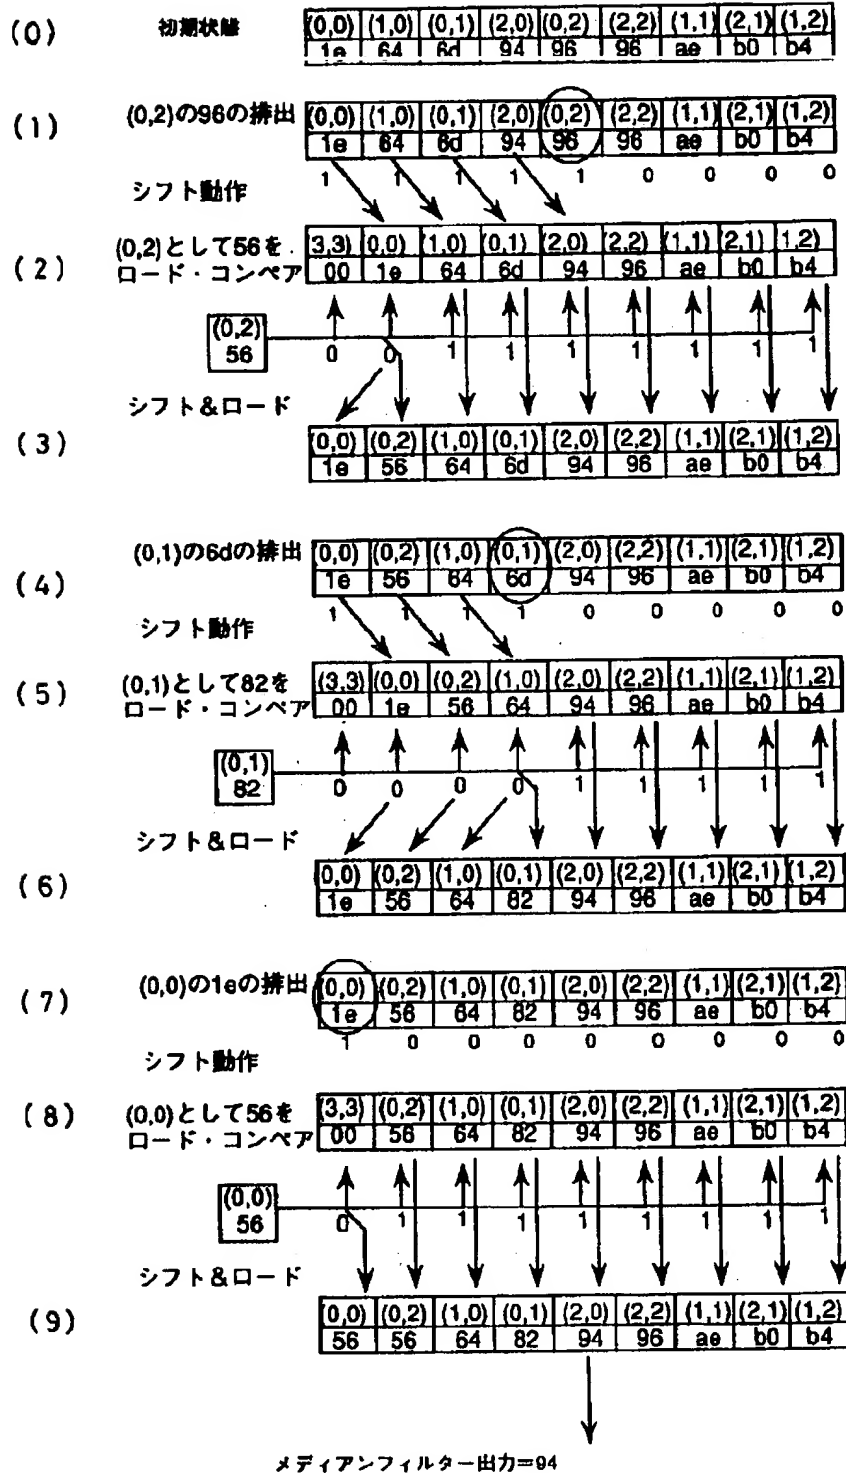 (0) 初期状態 (0,0) (1,0) (0,1) (2,0) (0,2) (2,2) (1,1) (2,1) (1,2)
1e 64 6d 94 96 96 ae b0 b4
(1) (0,2)の96の排出 (0,0) (1,0) (0,1) (2,0) (0,2) (2,2) (1,1) (2,1) (1,2)
1e 64 6d 94 96 96 ae b0 b4
シフト動作 1 1 1 1 1 0 0 0 0
(2) (0,2)として56を (3,3) (0,0) (1,0) (0,1) (2,0) (2,2) (1,1) (2,1) 1,2)
ロード・コンペア 00 1e 64 6d 94 96 ae b0 b4
(0,2)
56 0 0 1 1 1 1 1 1 1
シフト&ロード
(3) (0,0) (0,2) (1,0) (0,1) (2,0) (2,2) (1,1) (2,1) (1,2)
1e 56 64 6d 94 96 ae b0 b4
(4) (0,1)の6dの排出 (0,0) (0,2) (1,0) (0,1) (2,0) (2,2) (1,1) (2,1) (1,2)
1e 56 64 6d 94 96 ae b0 b4
シフト動作 1 1 1 1 0 0 0 0 0
(5) (0,1)として82を (3,3) (0,0) (0,2) (1,0) (2,0) (2,2) (1,1) (2,1) (1,2)
ロード・コンペア 00 1e 56 64 94 96 ae b0 b4
(0,1)
82 0 0 0 0 1 1 1 1 1
シフト&ロード
(6) (0,0) (0,2) (1,0) (0,1) (2,0) (2,2) (1,1) (2,1) (1,2)
1e 56 64 82 94 96 ae b0 b4
(7) (0,0)の1eの排出 (0,0) (0,2) (1,0) (0,1) (2,0) (2,2) (1,1) (2,1) (1,2)
1e 56 64 82 94 96 ae b0 b4
シフト動作 1 0 0 0 0 0 0 0 0
(8) (0,0)として56を (3,3) (0,2) (1,0) (0,1) (2,0) (2,2) (1,1) (2,1) (1,2)
ロード・コンペア 00 56 64 82 94 96 ae b0 b4
(0,0)
56 0 1 1 1 1 1 1 1 1
シフト&ロード
(9) (0,0) (0,2) (1,0) (0,1) (2,0) (2,2) (1,1) (2,1) (1,2)
56 56 64 82 94 96 ae b0 b4
メディアンフィルター出力=94